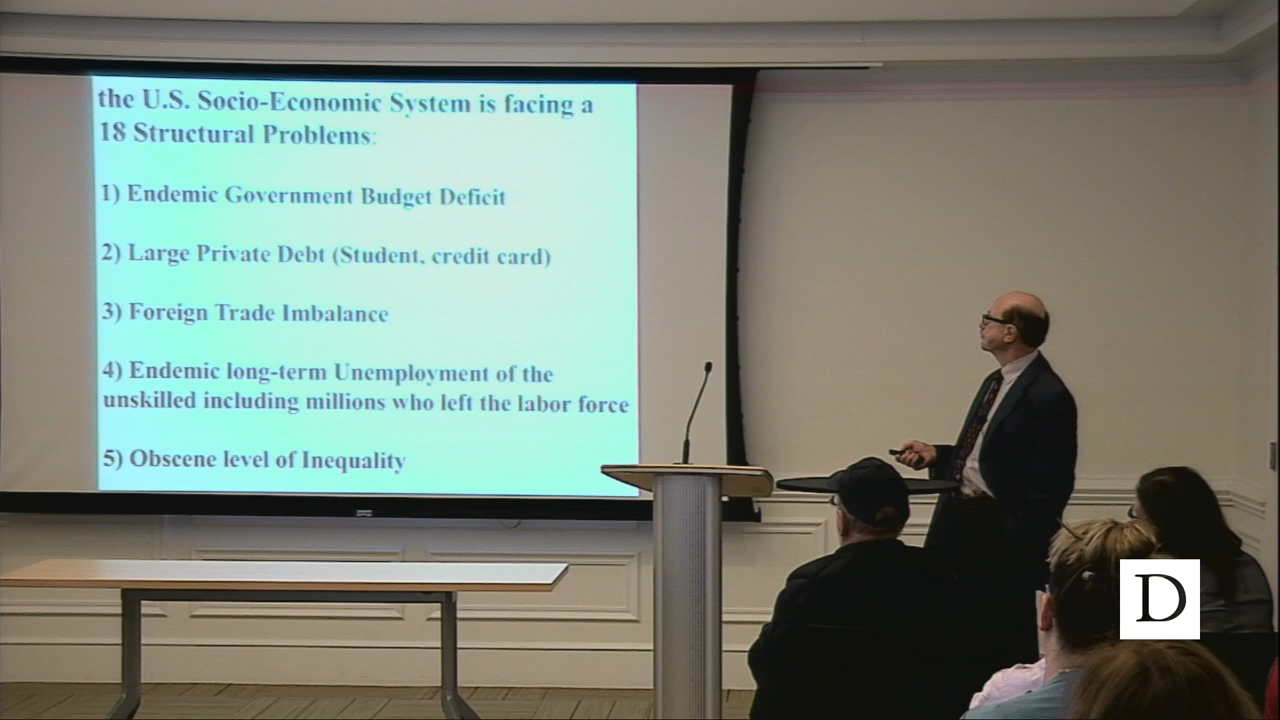 the U.S. Socio-Economic System is facing a
18 Structural Problems:
1) Endemic Government Budget Deficit
2) Large Private Debt (Student, credit card)
3) Foreign Trade Imbalance
4) Endemic long-term Unemployment of the
unskilled including millions who left the labor force
5) Obscene level of Inequality
D